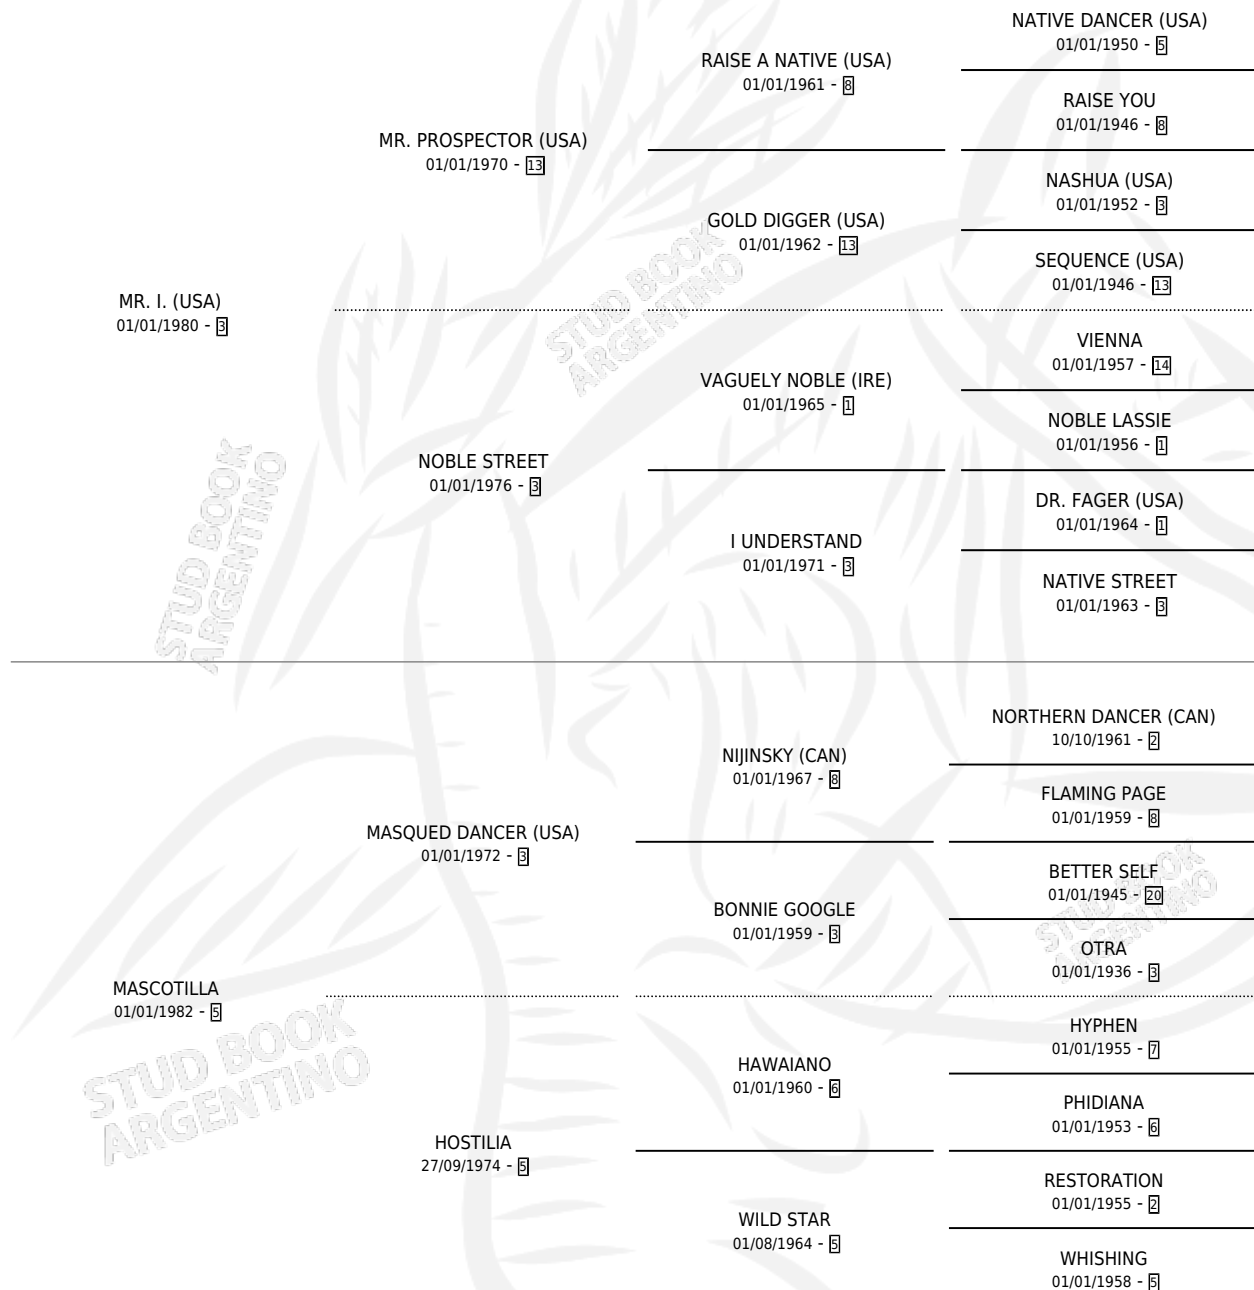 NATIVE DANCER (USA)
01/01/1950 - 5
RAISE A NATIVE (USA)
01/01/1961 - 8
RAISE YOU
01/01/1946 - 8
MR. PROSPECTOR (USA)
01/01/1970 - 13
NASHUA (USA)
01/01/1952 - 3
GOLD DIGGER (USA)
01/01/1962 - 13
SEQUENCE (USA)
01/01/1946 - 13
MR. I. (USA)
01/01/1980 - 3
VIENNA
01/01/1957 - 14
VAGUELY NOBLE (IRE)
01/01/1965 - 1
NOBLE LASSIE
01/01/1956 - 1
NOBLE STREET
01/01/1976 - 3
DR. FAGER (USA)
01/01/1964 - 1
I UNDERSTAND
01/01/1971 - 3
NATIVE STREET
01/01/1963 - 3
NORTHERN DANCER (CAN)
10/10/1961 - 2
NIJINSKY (CAN)
01/01/1967 - 8
FLAMING PAGE
01/01/1959 - 8
MASQUED DANCER (USA)
01/01/1972 - 3
BETTER SELF
01/01/1945 - 20
BONNIE GOOGLE
01/01/1959 - 3
OTRA
01/01/1936 - 3
MASCOTILLA
01/01/1982 - 5
HYPHEN
01/01/1955 - 7
HAWAIANO
01/01/1960 - 6
PHIDIANA
01/01/1953 - 6
HOSTILIA
27/09/1974 - 5
RESTORATION
01/01/1955 - 2
WILD STAR
01/08/1964 - 5
WHISHING
01/01/1958 - 5
STUD BOOK
ARGENTINO
STUD BOOK
ARGENTINO
STUD BOOK
ARGENTINO
STUD BOOK
ARGENTINO